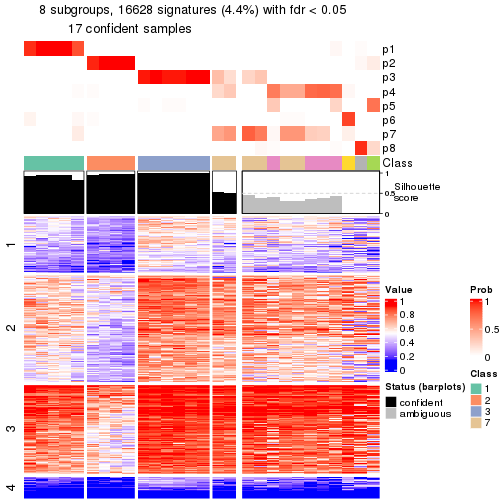 8 subgroups, 16628 signatures (4.4%) with fdr < 0.05
17 confident samples
p1
p2
p3
p4
p5
p6
p7
p8
Class
1
0.5
0
Silhouette
score
1
2
3
4
Value
1
0.8
0.6
0.4
0.2
0
Prob
1
0.5
0
Status (barplots)
confident
ambiguous
Class
1
2
3
7